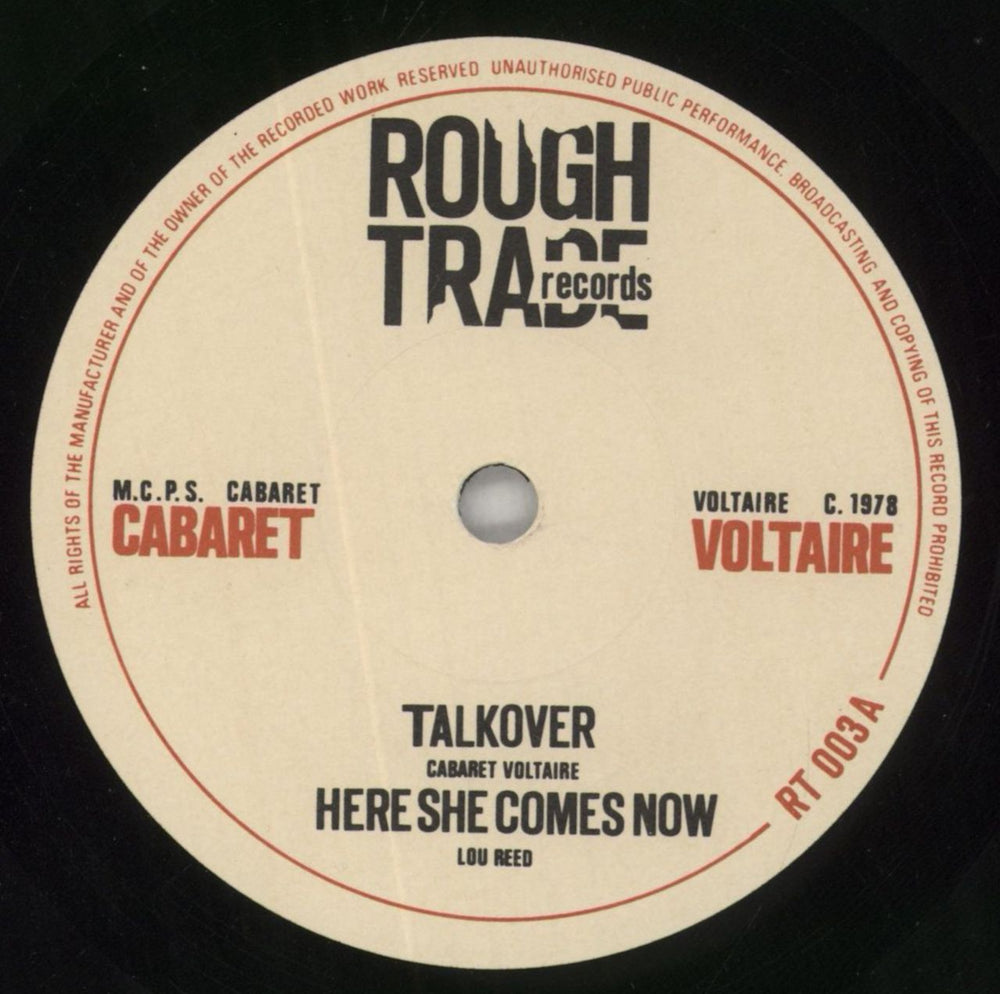 ALL RIGHTS OF THE MANUFACTURER AND OF THE OWNER OF THE RECORDED WORK RESERVED UNAUTHORISED PUBLIC PERFORMANCE. BROADCASTING AND COPYING OF THIS RECORD PROHIBITED
ROUGH
TRADE
records
M.C.P.S. CABARET
CABARET
VOLTAIRE C. 1978
VOLTAIRE
TALKOVER
CABARET VOLTAIRE
HERE SHE COMES NOW
LOU REED
RT 003 A